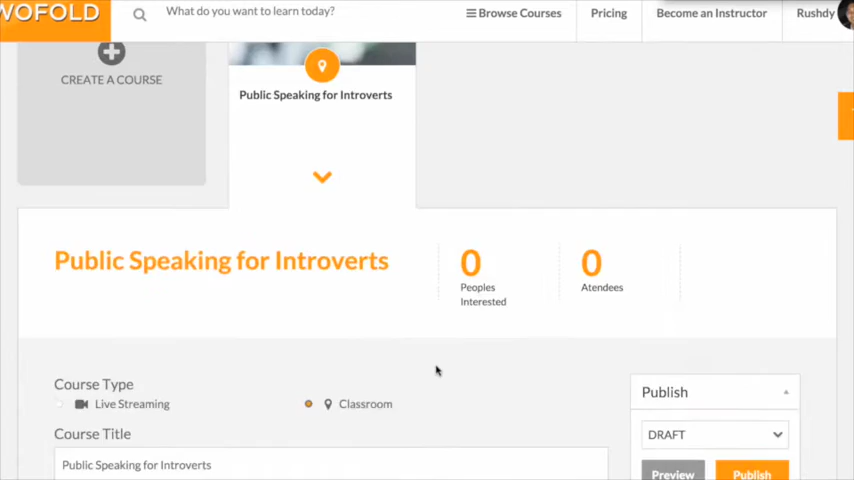 WOFOLD
What do you want to learn today?
Browse Courses
Pricing
Become an Instructor
Rushdy
CREATE A COURSE
Public Speaking for Introverts
Public Speaking for Introverts
0
Peoples
Interested
0
Atendees
Course Type
Live Streaming
Classroom
Course Title
Public Speaking for Introverts
Publish
DRAFT
Preview
Publish